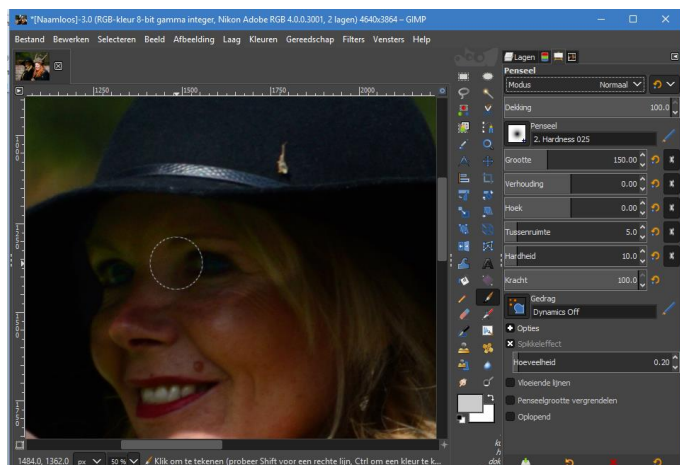 *[Naamloos]-3.0 (RGB-kleur 8-bit gamma integer, Nikon Adobe RGB 4.0.0.3001, 2 lagen) 4640x3864 – GIMP
Bestand Bewerken Selecteren Beeld Afbeelding Laag Kleuren Gereedschap Filters Vensters Help
Lagen
Penseel
Modus Normaal
Dekking 100.0
Penseel
2. Hardness 025
Grootte 150.00
Verhouding 0.00
Hoek 0.00
Tussenruimte 5.0
Hardheid 10.0
Kracht 100.0
Gedrag
Dynamics Off
Opties
Spikkeleffect
Hoeveelheid 0.20
Vloeiende lijnen
Penseelgrootte vergrendelen
Oplopend
1250 1500 1750 2000
1000
1250
1500
1750
1484.0, 1362.0 px 50 % Klik om te tekenen (probeer Shift voor een rechte lijn, Ctrl om een kleur te k...